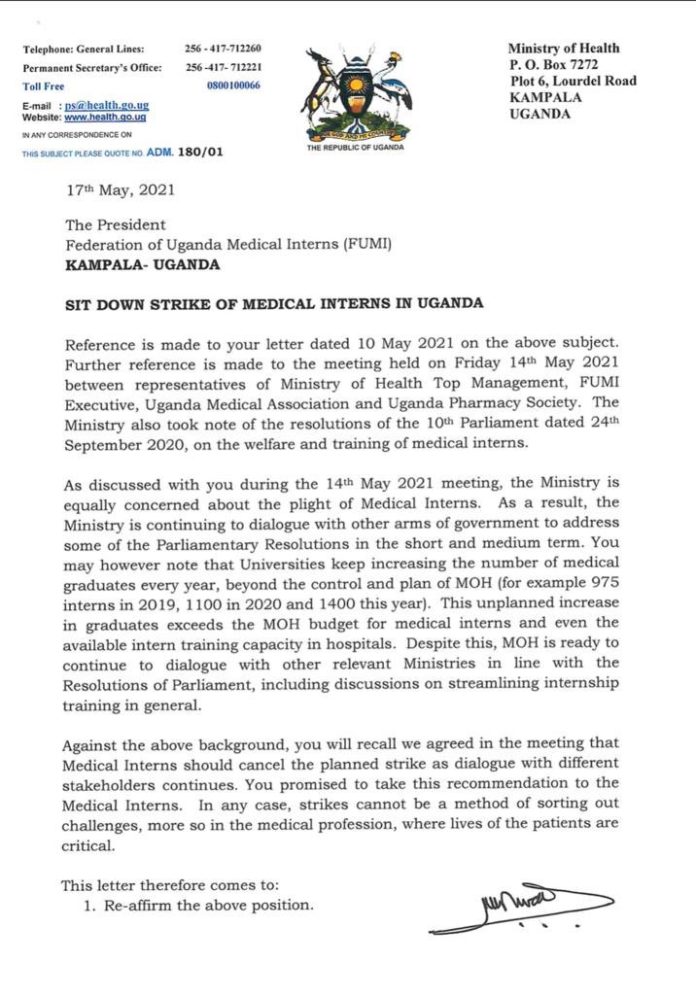 Telephone: General Lines: 256 - 417-712260
Permanent Secretary's Office: 256 -417- 712221
Toll Free 0800100066
E-mail : ps@health.go.ug
Website: www.health.go.ug
IN ANY CORRESPONDENCE ON
THIS SUBJECT PLEASE QUOTE NO. ADM. 180/01
FOR GOD AND MY COUNTRY
THE REPUBLIC OF UGANDA
Ministry of Health
P. O. Box 7272
Plot 6, Lourdel Road
KAMPALA
UGANDA
17th May, 2021
The President
Federation of Uganda Medical Interns (FUMI)
KAMPALA- UGANDA
SIT DOWN STRIKE OF MEDICAL INTERNS IN UGANDA
Reference is made to your letter dated 10 May 2021 on the above subject.
Further reference is made to the meeting held on Friday 14th May 2021
between representatives of Ministry of Health Top Management, FUMI
Executive, Uganda Medical Association and Uganda Pharmacy Society. The
Ministry also took note of the resolutions of the 10th Parliament dated 24th
September 2020, on the welfare and training of medical interns.
As discussed with you during the 14th May 2021 meeting, the Ministry is
equally concerned about the plight of Medical Interns. As a result, the
Ministry is continuing to dialogue with other arms of government to address
some of the Parliamentary Resolutions in the short and medium term. You
may however note that Universities keep increasing the number of medical
graduates every year, beyond the control and plan of MOH (for example 975
interns in 2019, 1100 in 2020 and 1400 this year). This unplanned increase
in graduates exceeds the MOH budget for medical interns and even the
available intern training capacity in hospitals. Despite this, MOH is ready to
continue to dialogue with other relevant Ministries in line with the
Resolutions of Parliament, including discussions on streamlining internship
training in general.
Against the above background, you will recall we agreed in the meeting that
Medical Interns should cancel the planned strike as dialogue with different
stakeholders continues. You promised to take this recommendation to the
Medical Interns. In any case, strikes cannot be a method of sorting out
challenges, more so in the medical profession, where lives of the patients are
critical.
This letter therefore comes to:
1. Re-affirm the above position.